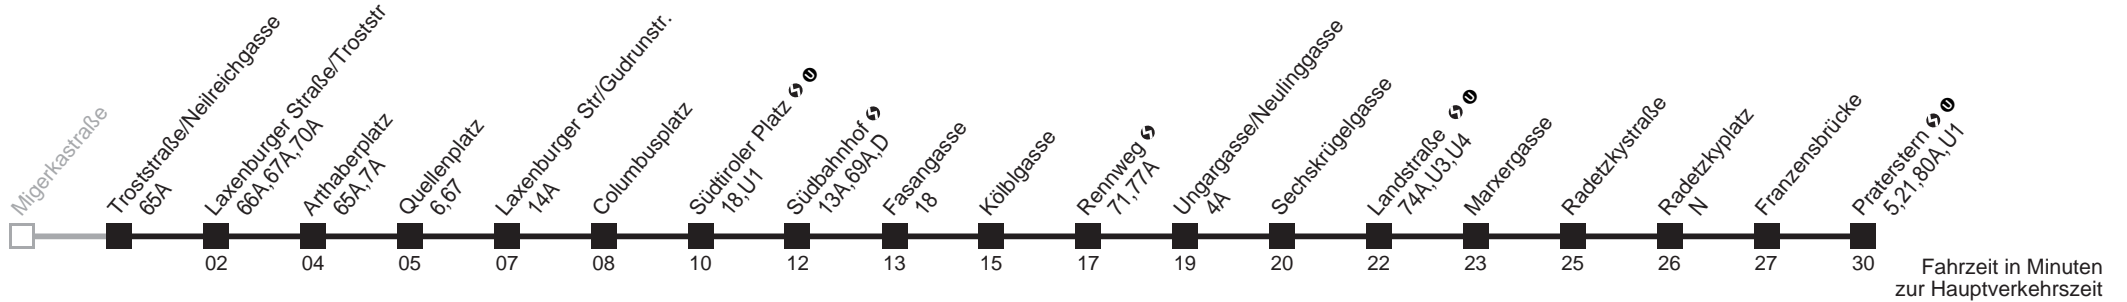 Migerkastraße
Troststraße/Neilreichgasse
65A
Laxenburger Straße/Troststr
66A,67A,70A
Arthaberplatz
65A,7A
Quellenplatz
6,67
Laxenburger Str/Gudrunstr.
14A
Columbusplatz
Südtiroler Platz S U
18,U1
Südbahnhof S
13A,69A,D
Fasangasse
18
Kölblgasse
Rennweg S
71,77A
Ungargasse/Neulinggasse
4A
Sechskrügelgasse
Landstraße S U
74A,U3,U4
Marxergasse
Radetzkystraße
Radetzkyplatz
N
Franzensbrücke
Praterstern S U
5,21,80A,U1
02 04 05 07 08 10 12 13 15 17 19 20 22 23 25 26 27 30
Fahrzeit in Minuten
zur Hauptverkehrszeit